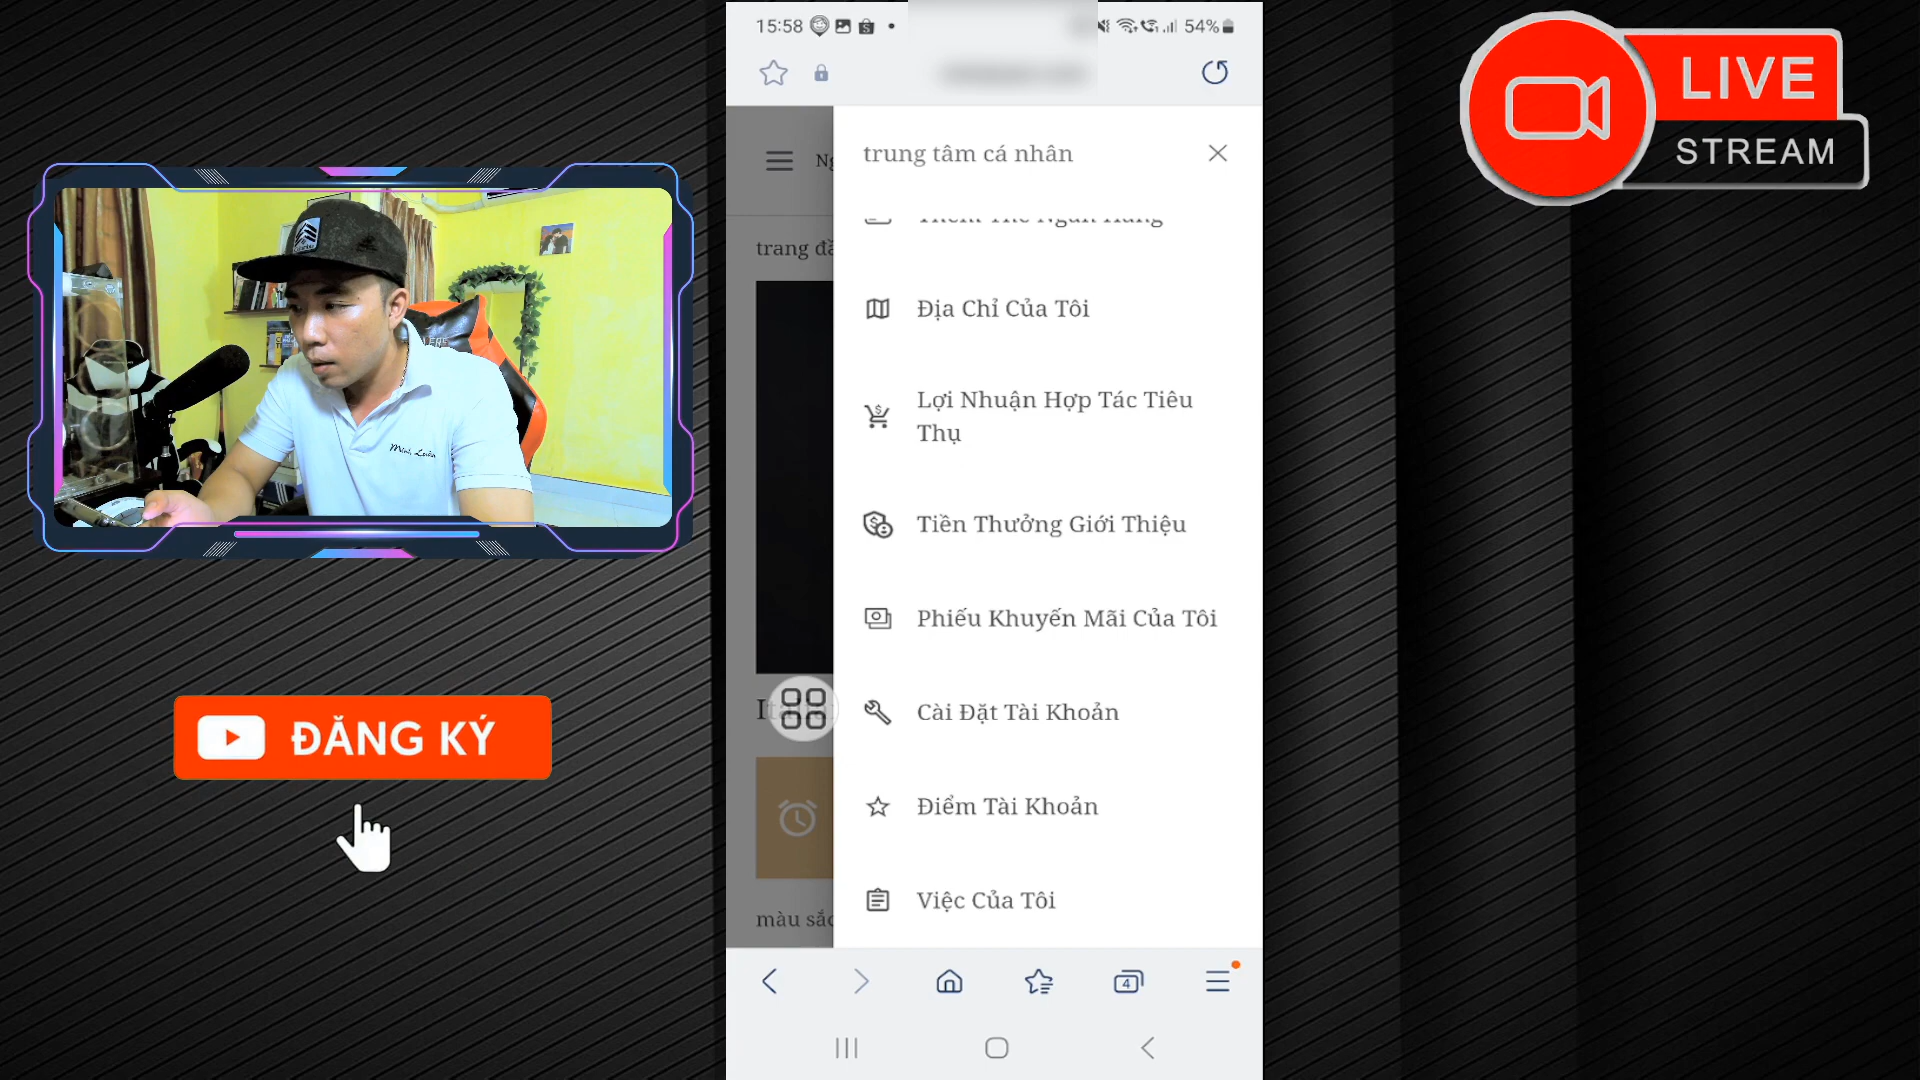 15:58
54%
LIVE
STREAM
trung tâm cá nhân
trang
Địa Chỉ Của Tôi
Lợi Nhuận Hợp Tác Tiêu
Thụ
Tiền Thưởng Giới Thiệu
Phiếu Khuyến Mãi Của Tôi
Cài Đặt Tài Khoản
Điểm Tài Khoản
màu
Việc Của Tôi
4
ĐĂNG KÝ